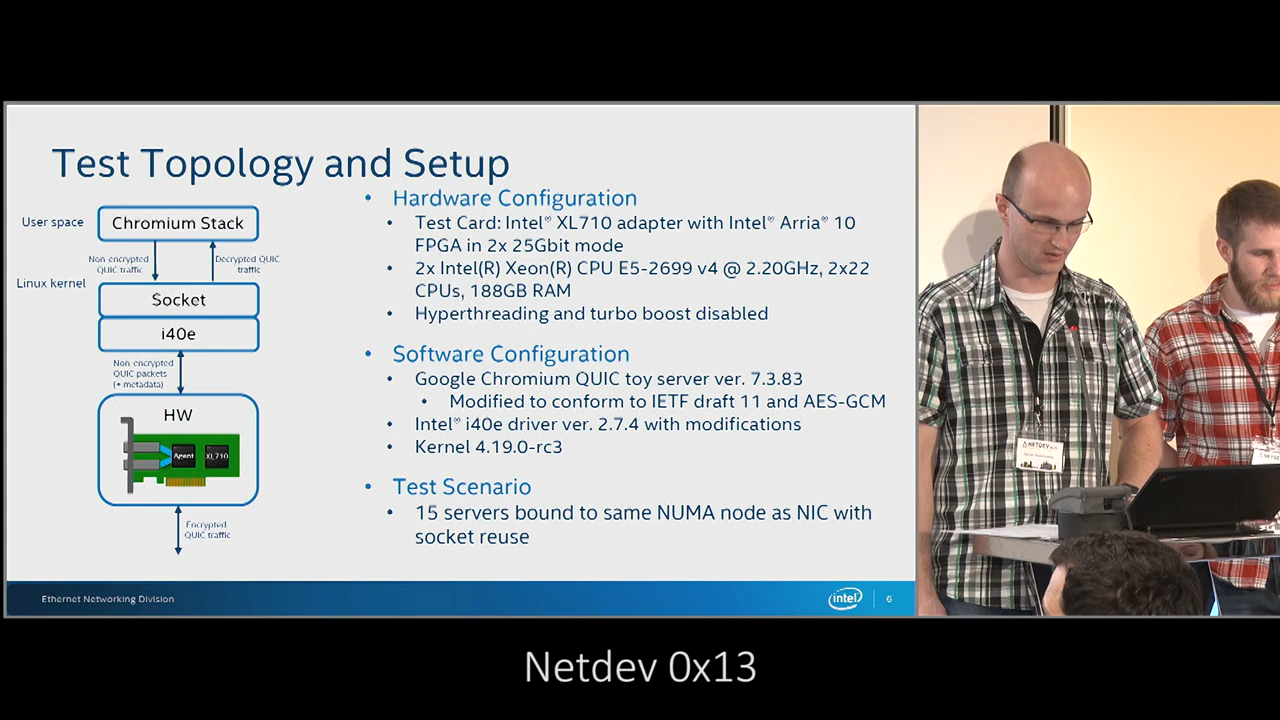 Test Topology and Setup
User space
Chromium Stack
Non encrypted
QUIC traffic
Decrypted QUIC
traffic
Linux kernel
Socket
i40e
Non encrypted
QUIC packets
(+ metadata)
HW
Agent
XL710
Encrypted
QUIC traffic
• Hardware Configuration
• Test Card: Intel® XL710 adapter with Intel® Arria® 10
FPGA in 2x 25Gbit mode
• 2x Intel(R) Xeon(R) CPU E5-2699 v4 @ 2.20GHz, 2x22
CPUs, 188GB RAM
• Hyperthreading and turbo boost disabled
• Software Configuration
• Google Chromium QUIC toy server ver. 7.3.83
• Modified to conform to IETF draft 11 and AES-GCM
• Intel® i40e driver ver. 2.7.4 with modifications
• Kernel 4.19.0-rc3
• Test Scenario
• 15 servers bound to same NUMA node as NIC with
socket reuse
Ethernet Networking Division
intel
6
NETDEV
Netdev 0x13